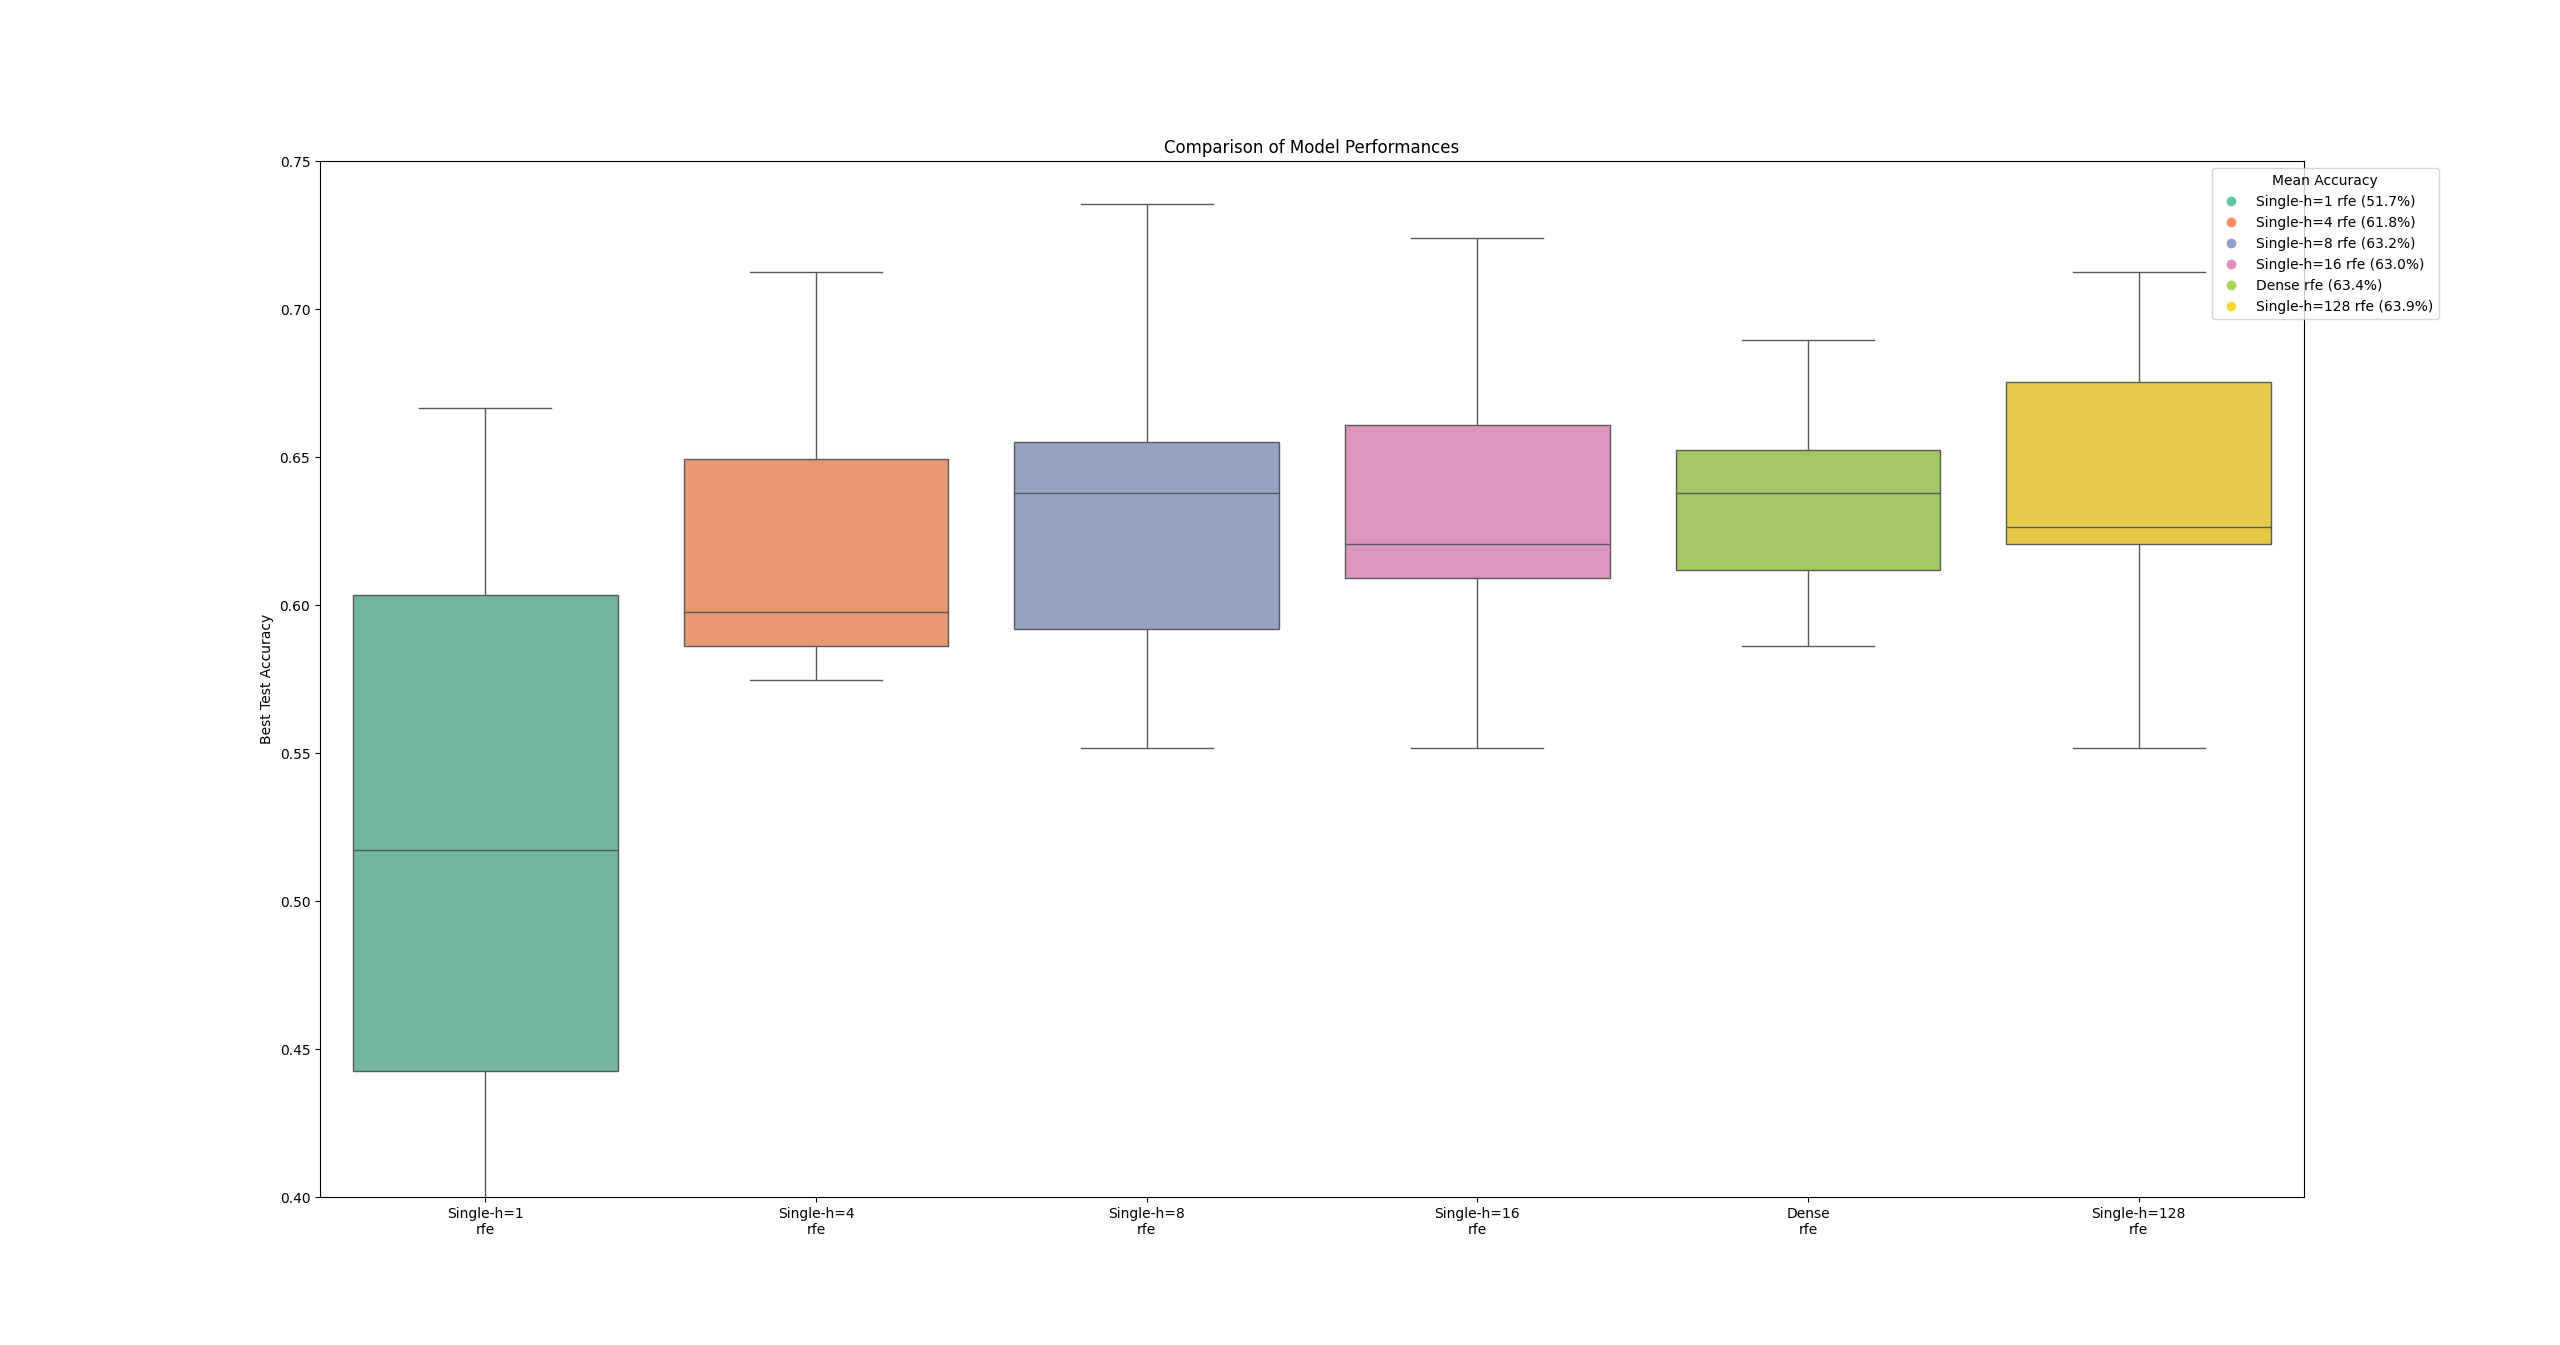 Comparison of Model Performances
Best Test Accuracy
0.75
0.70
0.65
0.60
0.55
0.50
0.45
0.40
Single-h=1
rfe
Single-h=4
rfe
Single-h=8
rfe
Single-h=16
rfe
Dense
rfe
Single-h=128
rfe
Mean Accuracy
Single-h=1 rfe (51.7%)
Single-h=4 rfe (61.8%)
Single-h=8 rfe (63.2%)
Single-h=16 rfe (63.0%)
Dense rfe (63.4%)
Single-h=128 rfe (63.9%)